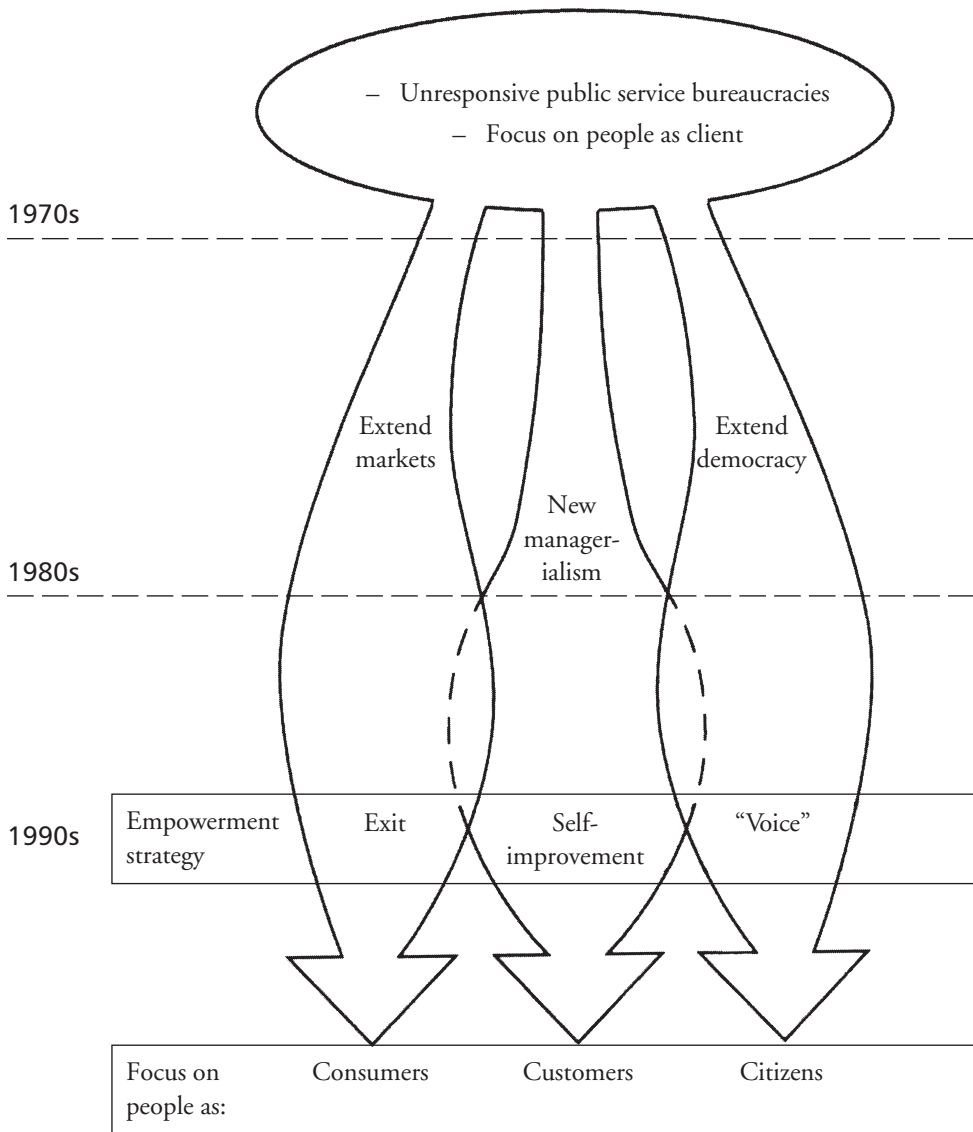 – Unresponsive public service bureaucracies
– Focus on people as client
1970s
Extend
markets
Extend
democracy
New
manager-
ialism
1980s
1990s
Empowerment
strategy
Exit
Self-
improvement
“Voice”
Focus on
people as:
Consumers
Customers
Citizens